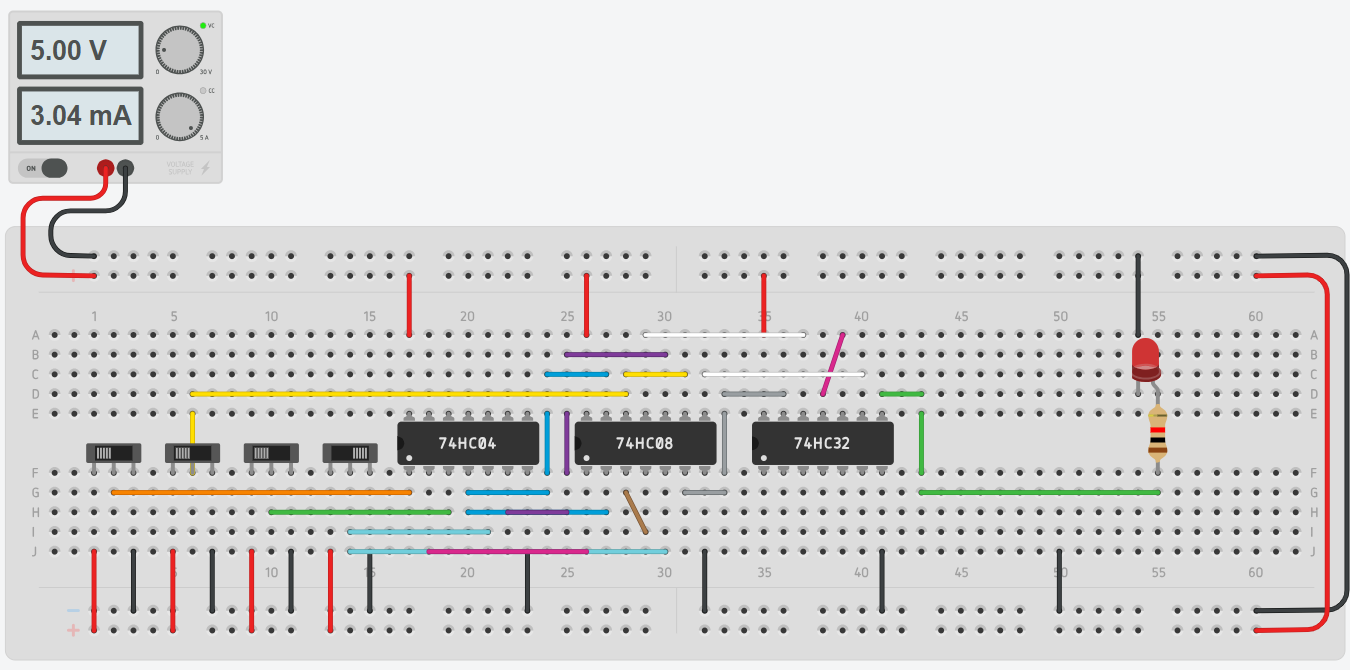 VC
5.00 V
0 30 V
CC
3.04 mA
0 5 A
ON VOLTAGE SUPPLY
+
1 5 10 15 20 25 30 35 40 45 50 55 60
A A
B B
C C
D D
E E
74HC04 74HC08 74HC32
F F
G G
H H
I I
J J
5 10 15 20 25 30 35 40 45 50 55 60
−
+